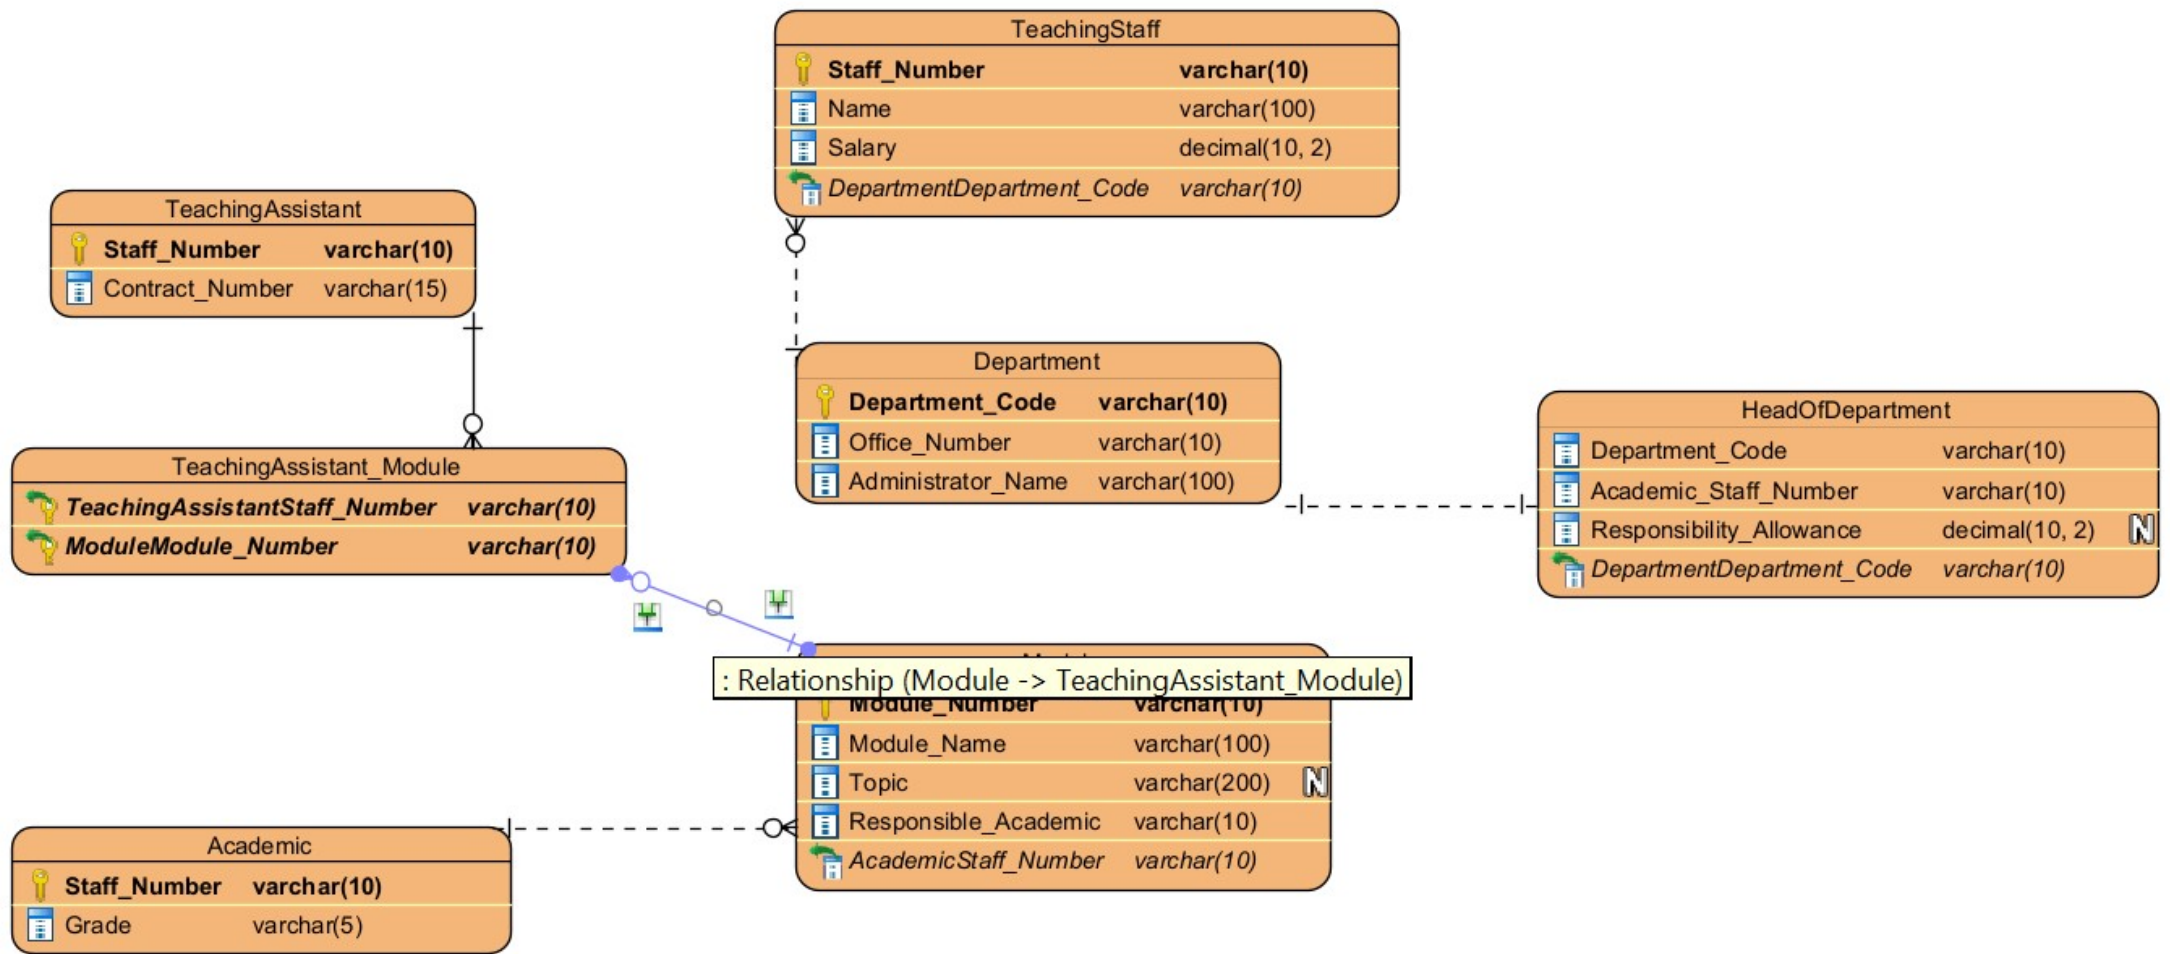 TeachingStaff
Staff_Number varchar(10)
Name varchar(100)
Salary decimal(10, 2)
DepartmentDepartment_Code varchar(10)
TeachingAssistant
Staff_Number varchar(10)
Contract_Number varchar(15)
Department
Department_Code varchar(10)
Office_Number varchar(10)
Administrator_Name varchar(100)
HeadOfDepartment
Department_Code varchar(10)
Academic_Staff_Number varchar(10)
Responsibility_Allowance decimal(10, 2) N
DepartmentDepartment_Code varchar(10)
TeachingAssistant_Module
TeachingAssistantStaff_Number varchar(10)
ModuleModule_Number varchar(10)
: Relationship (Module -> TeachingAssistant_Module)
Module_Number varchar(10)
Module_Name varchar(100)
Topic varchar(200) N
Responsible_Academic varchar(10)
AcademicStaff_Number varchar(10)
Academic
Staff_Number varchar(10)
Grade varchar(5)